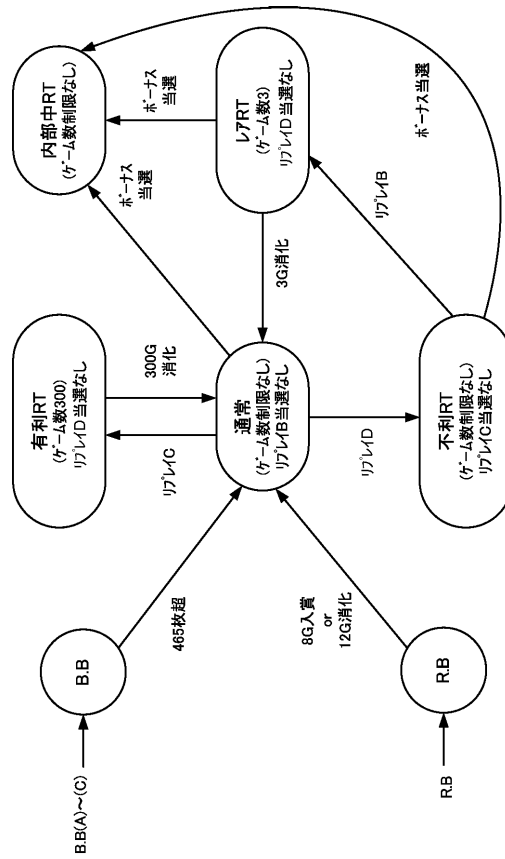 B.B(A)～(C)
B.B
465枚超
R.B
R.B
8G入賞
or
12G消化
有利RT
(ゲーム数300)
リプレイD当選なし
リプレイC
300G
消化
通常
(ゲーム数制限なし)
リプレイB当選なし
リプレイD
不利RT
(ゲーム数制限なし)
リプレイC当選なし
3G消化
リプレイB
レアRT
(ゲーム数3)
リプレイD当選なし
ボーナス当選
ボーナス
当選
ボーナス
当選
内部中RT
(ゲーム数制限なし)